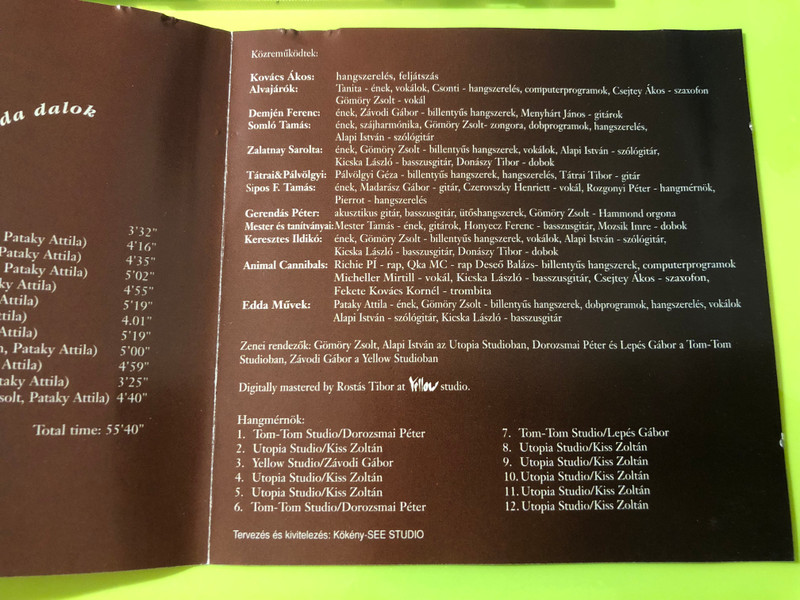 da dalok
3'32"
Pataky Attila) 4'16"
Pataky Attila) 4'35"
Pataky Attila) 5'02"
ky Attila) 4'55"
Attila) 5'19"
ttila) 4.01"
Attila) 5'19"
n, Pataky Attila) 5'00"
Attila) 4'59"
taky Attila) 3'25"
solt, Pataky Attila) 4'40"
Total time: 55'40"
Közreműködtek:
Kovács Ákos: hangszerelés, feljátszás
Alvajárók: Tanita - ének, vokálok, Csonti - hangszerelés, computerprogramok, Csejtey Ákos - szaxofon
Gömöry Zsolt - vokál
Demjén Ferenc: ének, Závodi Gábor - billentyűs hangszerek, Menyhárt János - gitárok
Somló Tamás: ének, szájharmónika, Gömöry Zsolt- zongora, dobprogramok, hangszerelés,
Alapi István - szólógitár
Zalatnay Sarolta: ének, Gömöry Zsolt - billentyűs hangszerek, vokálok, Alapi István - szólógitár,
Kicska László - basszusgitár, Donászy Tibor - dobok
Tátrai&Pálvölgyi: Pálvölgyi Géza - billentyűs hangszerek, hangszerelés, Tátrai Tibor - gitár
Sipos F. Tamás: ének, Madarász Gábor - gitár, Czerovszky Henriett - vokál, Rozgonyi Péter - hangmérnök,
Pierrot - hangszerelés
Gerendás Péter: akusztikus gitár, basszusgitár, ütőshangszerek, Gömöry Zsolt - Hammond orgona
Mester és tanítványai: Mester Tamás - ének, gitárok, Honyecz Ferenc - basszusgitár, Mozsik Imre - dobok
Keresztes Ildikó: ének, Gömöry Zsolt - billentyűs hangszerek, vokálok, Alapi István - szólógitár,
Kicska László - basszusgitár, Donászy Tibor - dobok
Animal Cannibals: Richie PÍ - rap, Qka MC - rap Deseő Balázs- billentyűs hangszerek, computerprogramok
Micheller Mirtill - vokál, Kicska László - basszusgitár, Csejtey Ákos - szaxofon,
Fekete Kovács Kornél - trombita
Edda Művek: Pataky Attila - ének, Gömöry Zsolt - billentyűs hangszerek, dobprogramok, hangszerelés, vokálok
Alapi István - szólógitár, Kicska László - basszusgitár
Zenei rendezők: Gömöry Zsolt, Alapi István az Utopia Studioban, Dorozsmai Péter és Lepés Gábor a Tom-Tom
Studioban, Závodi Gábor a Yellow Studioban
Digitally mastered by Rostás Tibor at Yellow studio.
Hangmérnök:
1. Tom-Tom Studio/Dorozsmai Péter
2. Utopia Studio/Kiss Zoltán
3. Yellow Studio/Závodi Gábor
4. Utopia Studio/Kiss Zoltán
5. Utopia Studio/Kiss Zoltán
6. Tom-Tom Studio/Dorozsmai Péter
7. Tom-Tom Studio/Lepés Gábor
8. Utopia Studio/Kiss Zoltán
9. Utopia Studio/Kiss Zoltán
10. Utopia Studio/Kiss Zoltán
11. Utopia Studio/Kiss Zoltán
12. Utopia Studio/Kiss Zoltán
Tervezés és kivitelezés: Kökény-SEE STUDIO